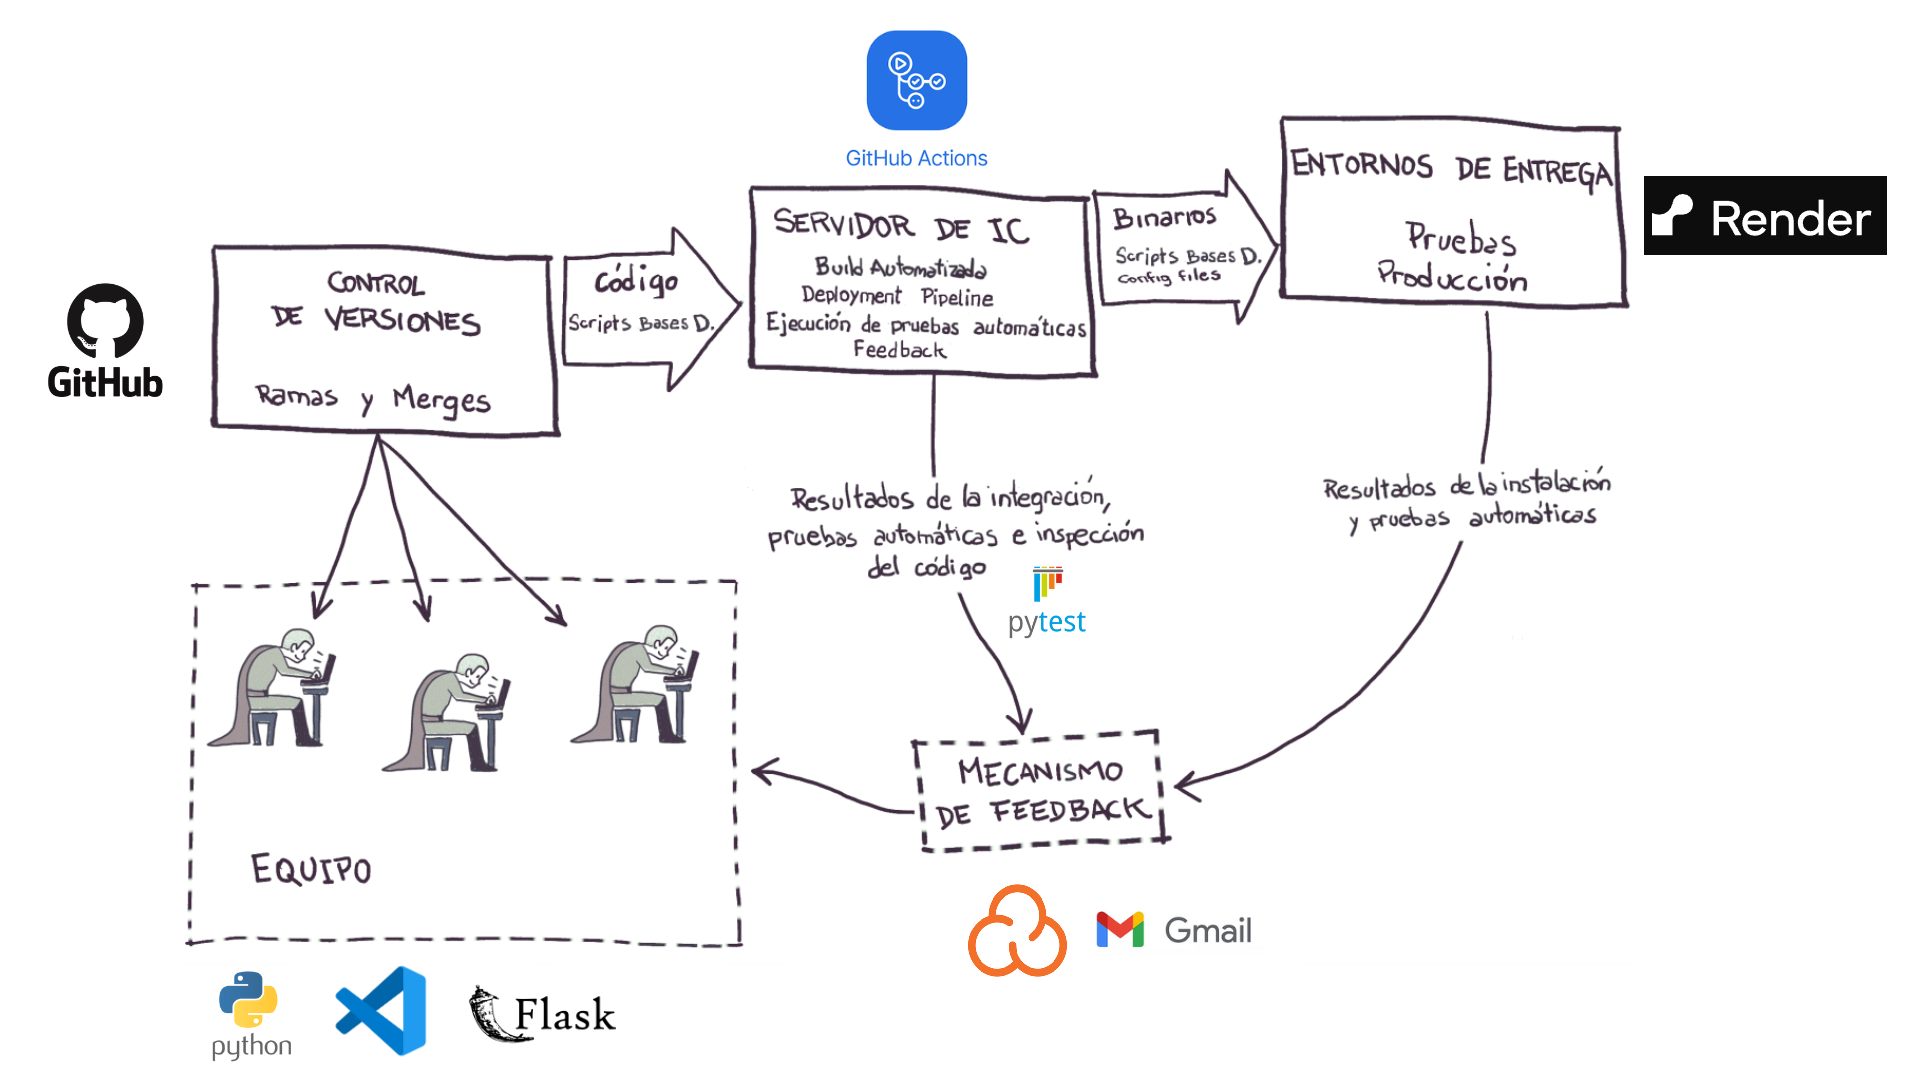 GitHub Actions
GitHub
CONTROL
DE VERSIONES
Ramas y Merges
Código
Scripts Bases D.
SERVIDOR DE IC
Build Automatizada
Deployment Pipeline
Ejecución de pruebas automáticas
Feedback
Binarios
Scripts Bases D.
Config files
ENTORNOS DE ENTREGA
Pruebas
Producción
Render
Resultados de la integración,
pruebas automáticas e inspección
del código
pytest
Resultados de la instalación
y pruebas automáticas
MECANISMO
DE FEEDBACK
Gmail
EQUIPO
python
Flask